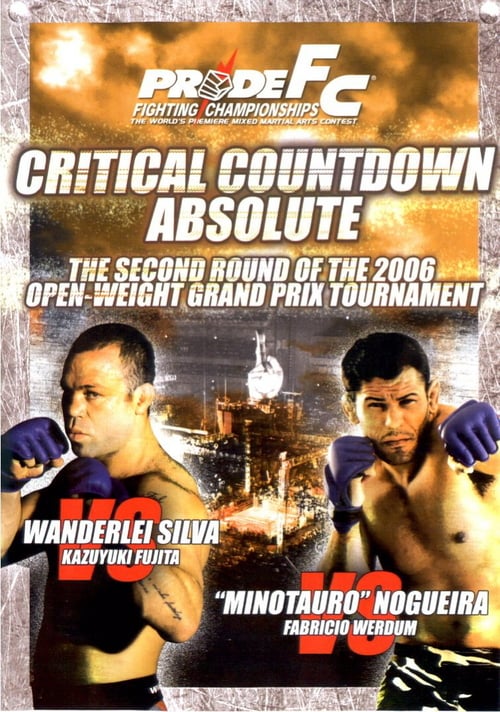 PRIDE FC
FIGHTING CHAMPIONSHIPS
THE WORLD'S PREMIERE MIXED MARTIAL ARTS CONTEST
CRITICAL COUNTDOWN
ABSOLUTE
THE SECOND ROUND OF THE 2006
OPEN-WEIGHT GRAND PRIX TOURNAMENT
VS
WANDERLEI SILVA
KAZUYUKI FUJITA
VS
"MINOTAURO" NOGUEIRA
FABRICIO WERDUM